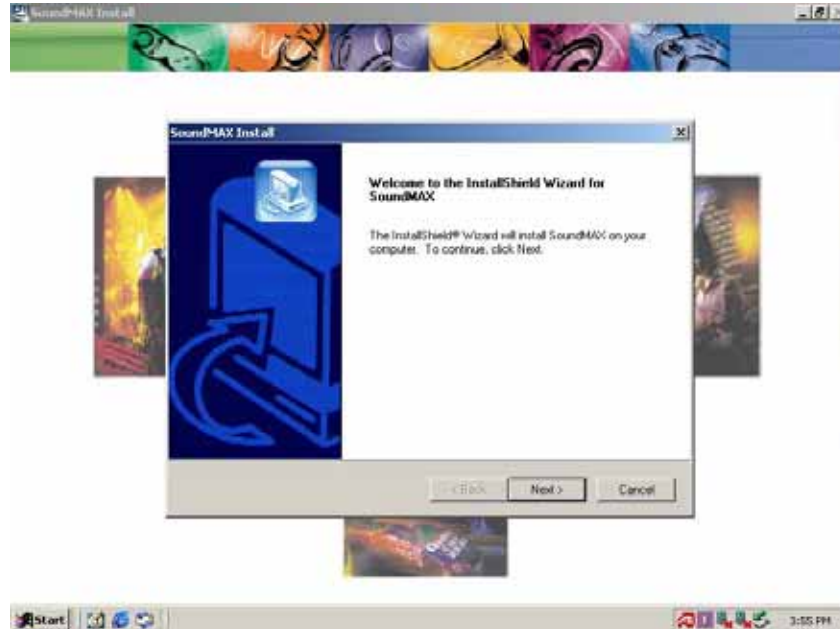 SoundMAX Install
SoundMAX Install
Welcome to the InstallShield Wizard for
SoundMAX
The InstallShield® Wizard will install SoundMAX on your
computer. To continue, click Next.
< Back
Next >
Cancel
Start
3:55 PM